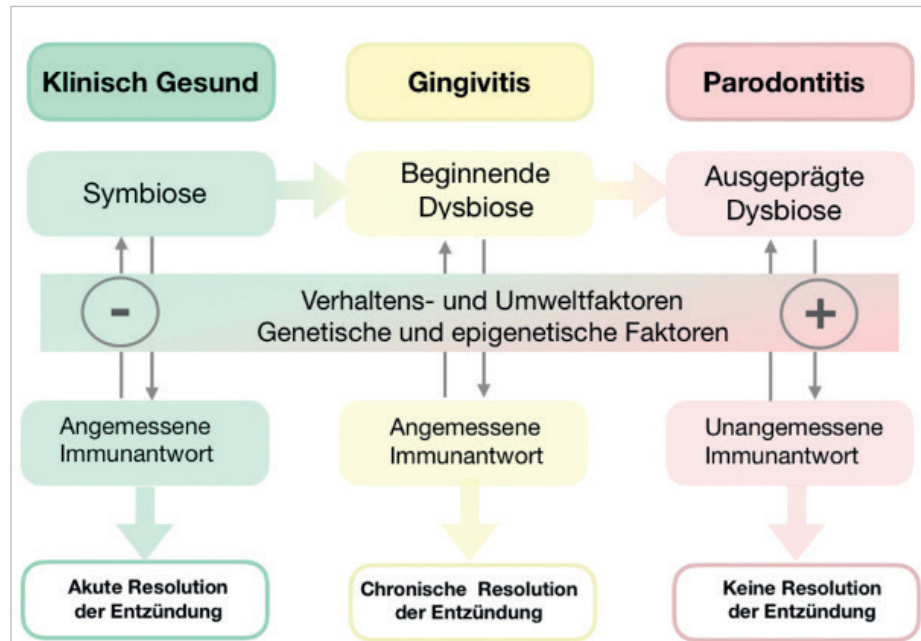 Klinisch Gesund
Gingivitis
Parodontitis
Symbiose
Beginnende
Dysbiose
Ausgeprägte
Dysbiose
-
Verhaltens- und Umweltfaktoren
Genetische und epigenetische Faktoren
+
Angemessene
Immunantwort
Angemessene
Immunantwort
Unangemessene
Immunantwort
Akute Resolution
der Entzündung
Chronische Resolution
der Entzündung
Keine Resolution
der Entzündung